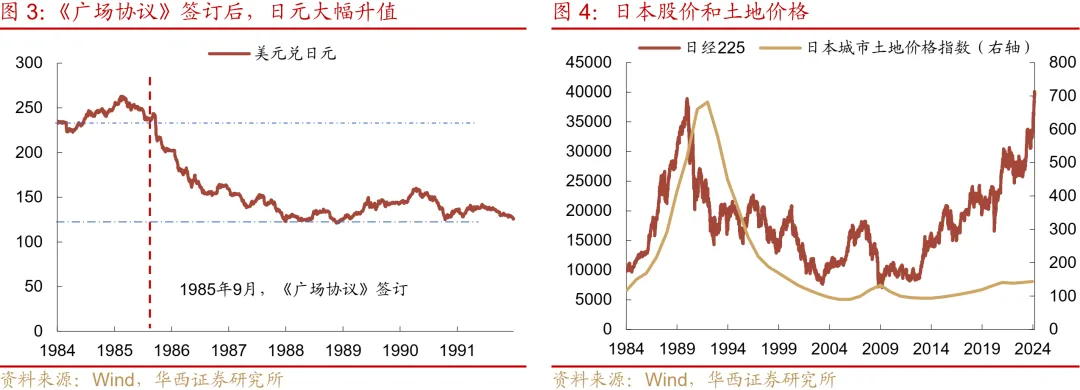 图 3：《广场协议》签订后，日元大幅升值
美元兑日元
300
250
200
150
100
50
0
1985年9月，《广场协议》签订
1984 1985 1986 1987 1988 1989 1990 1991
资料来源：Wind，华西证券研究所
图 4：日本股价和土地价格
日经225 日本城市土地价格指数（右轴）
45000 800
40000 700
35000 600
30000 500
25000 400
20000 300
15000 200
10000 100
5000 0
0
1984 1989 1994 1999 2004 2009 2014 2019 2024
资料来源：Wind，华西证券研究所